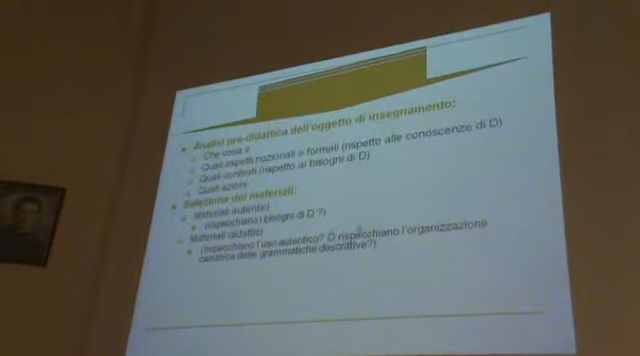 Analisi pre-didattica dell'oggetto di insegnamento:
Che cosa è
Quali aspetti nozionali e formali (rispetto alle conoscenze di D)
Quali contesti (rispetto ai bisogni di D)
Quali azioni
Selezione dei materiali:
Materiali autentici
(rispecchiano i bisogni di D ?)
Materiali didattici
(rispecchiano l'uso autentico? O rispecchiano l'organizzazione
canonica delle grammatiche descrittive?)